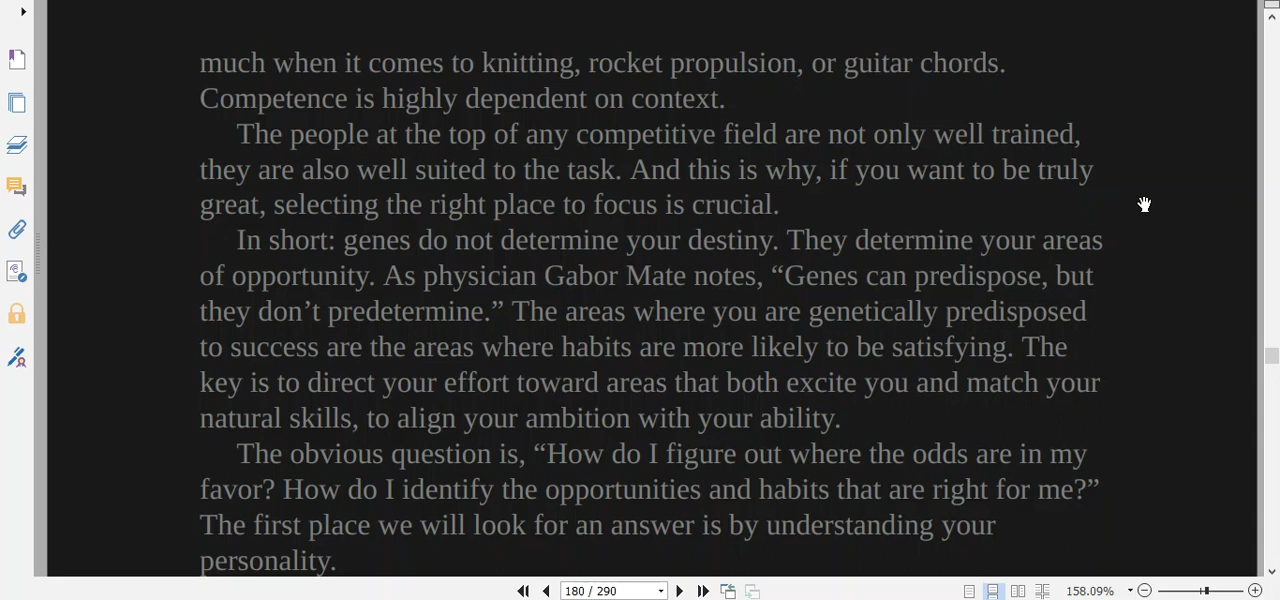 much when it comes to knitting, rocket propulsion, or guitar chords.
Competence is highly dependent on context.
The people at the top of any competitive field are not only well trained,
they are also well suited to the task. And this is why, if you want to be truly
great, selecting the right place to focus is crucial.
In short: genes do not determine your destiny. They determine your areas
of opportunity. As physician Gabor Mate notes, “Genes can predispose, but
they don’t predetermine.” The areas where you are genetically predisposed
to success are the areas where habits are more likely to be satisfying. The
key is to direct your effort toward areas that both excite you and match your
natural skills, to align your ambition with your ability.
The obvious question is, “How do I figure out where the odds are in my
favor? How do I identify the opportunities and habits that are right for me?”
The first place we will look for an answer is by understanding your
personality.
180 / 290
158.09%